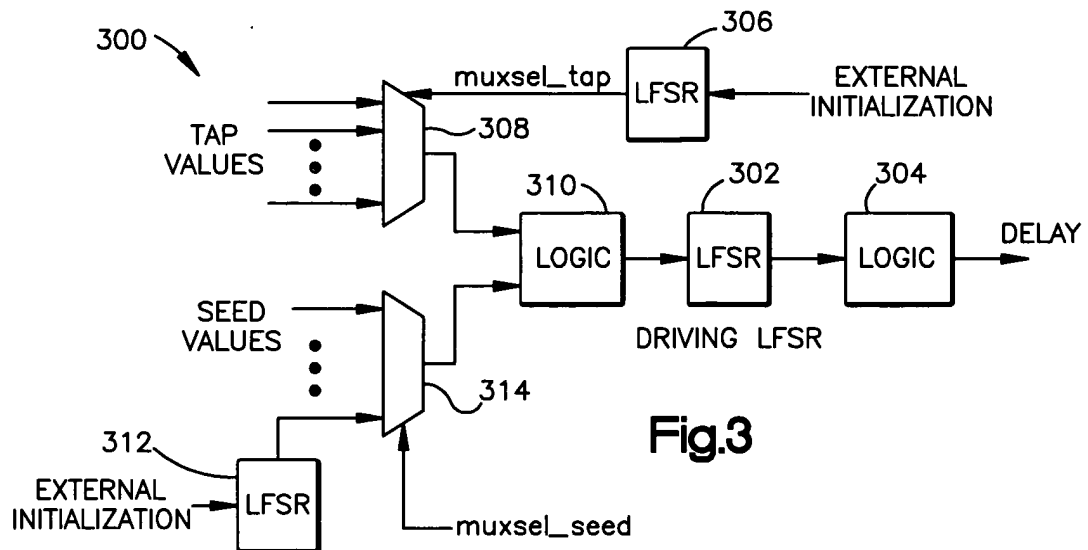 300
306
muxsel_tap
LFSR
EXTERNAL
INITIALIZATION
TAP
VALUES
308
310
302
304
LOGIC
LFSR
LOGIC
DELAY
SEED
VALUES
DRIVING LFSR
314
Fig.3
312
EXTERNAL
INITIALIZATION
LFSR
muxsel_seed